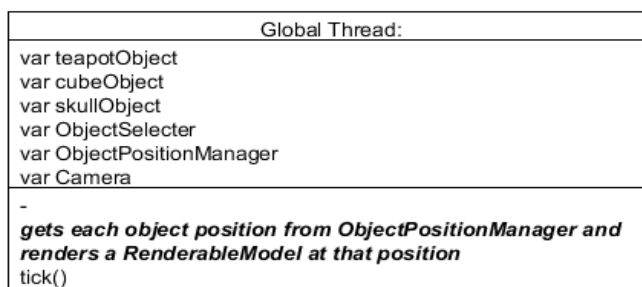 Global Thread:
var teapotObject
var cubeObject
var skullObject
var ObjectSelecter
var ObjectPositionManager
var Camera
-
gets each object position from ObjectPositionManager and
renders a RenderableModel at that position
tick()